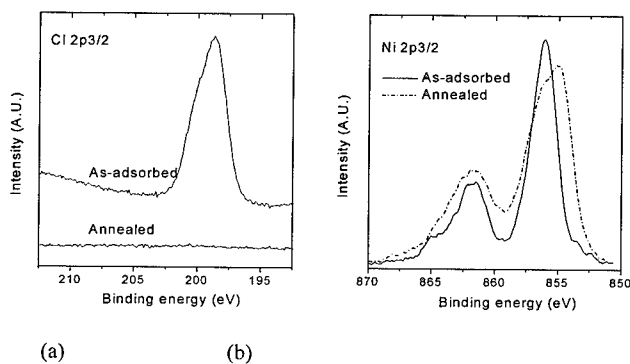 Cl 2p3/2
Intensity (A.U.)
As-adsorbed
Annealed
210 205 200 195
Binding energy (eV)
Ni 2p3/2
As-adsorbed
Annealed
Intensity (A.U.)
870 865 860 855 850
Binding energy (eV)
(a) (b)